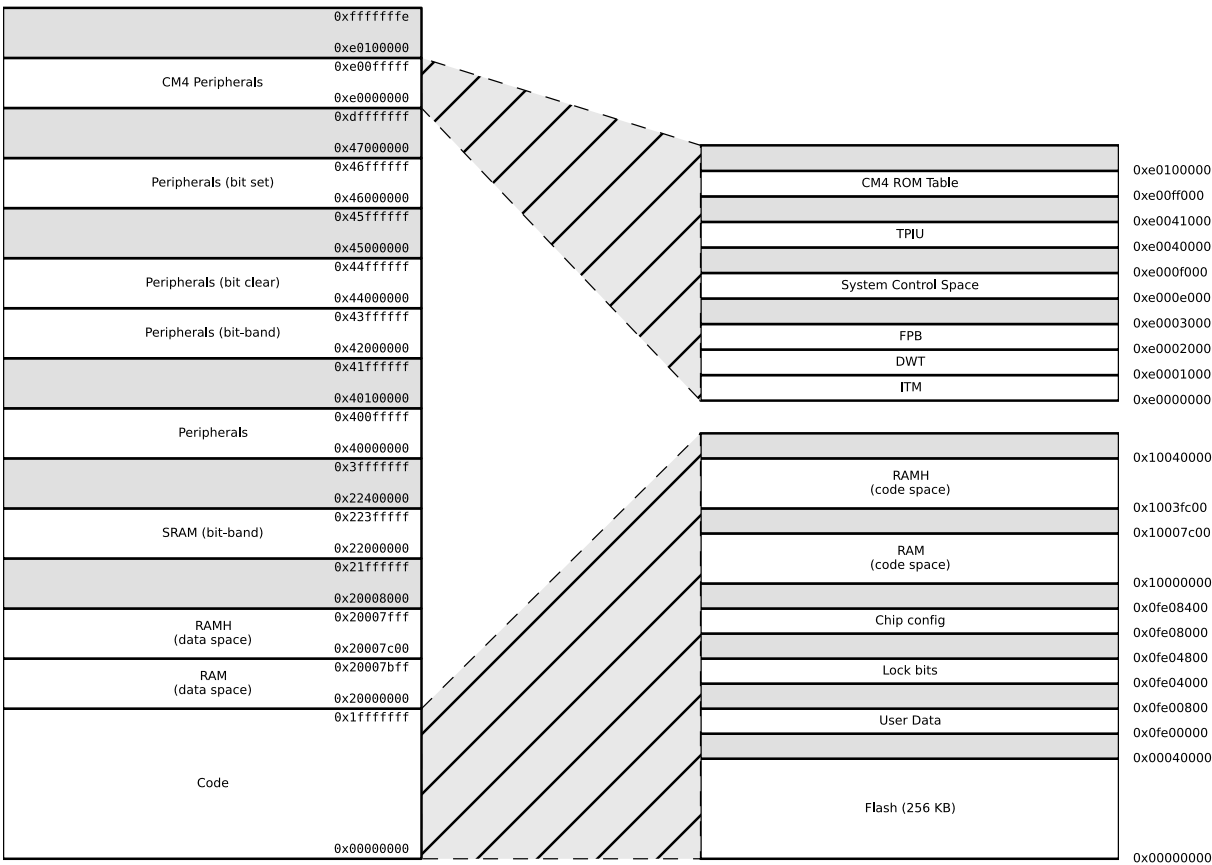 0xfffffffe
0xe0100000
CM4 Peripherals
0xe00fffff
0xe0000000
0xdfffffff
0x47000000
Peripherals (bit set)
0x46ffffff
0x46000000
0x45ffffff
0x45000000
Peripherals (bit clear)
0x44ffffff
0x44000000
Peripherals (bit-band)
0x43ffffff
0x42000000
0x41ffffff
0x40100000
Peripherals
0x400fffff
0x40000000
0x3fffffff
0x22400000
SRAM (bit-band)
0x223fffff
0x22000000
0x21ffffff
0x20008000
RAMH
(data space)
0x20007fff
0x20007c00
RAM
(data space)
0x20007bff
0x20000000
Code
0x1fffffff
0x00000000
0xe0100000
CM4 ROM Table
0xe00ff000
0xe0041000
TPIU
0xe0040000
0xe000f000
System Control Space
0xe000e000
0xe0003000
FPB
0xe0002000
DWT
0xe0001000
ITM
0xe0000000
0x10040000
RAMH
(code space)
0x1003fc00
0x10007c00
RAM
(code space)
0x10000000
0x0fe08400
Chip config
0x0fe08000
0x0fe04800
Lock bits
0x0fe04000
0x0fe00800
User Data
0x0fe00000
0x00040000
Flash (256 KB)
0x00000000